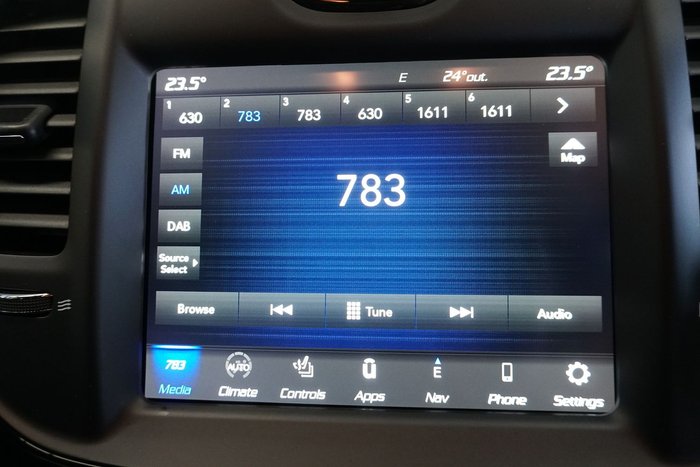 23.5° E 24° out. 23.5°
1 2 3 4 5 6
630 783 783 630 1611 1611
FM
783
Map
AM
DAB
Source
Select
Browse Tune Audio
783 AUTO E
Media Climate Controls Apps Nav Phone Settings